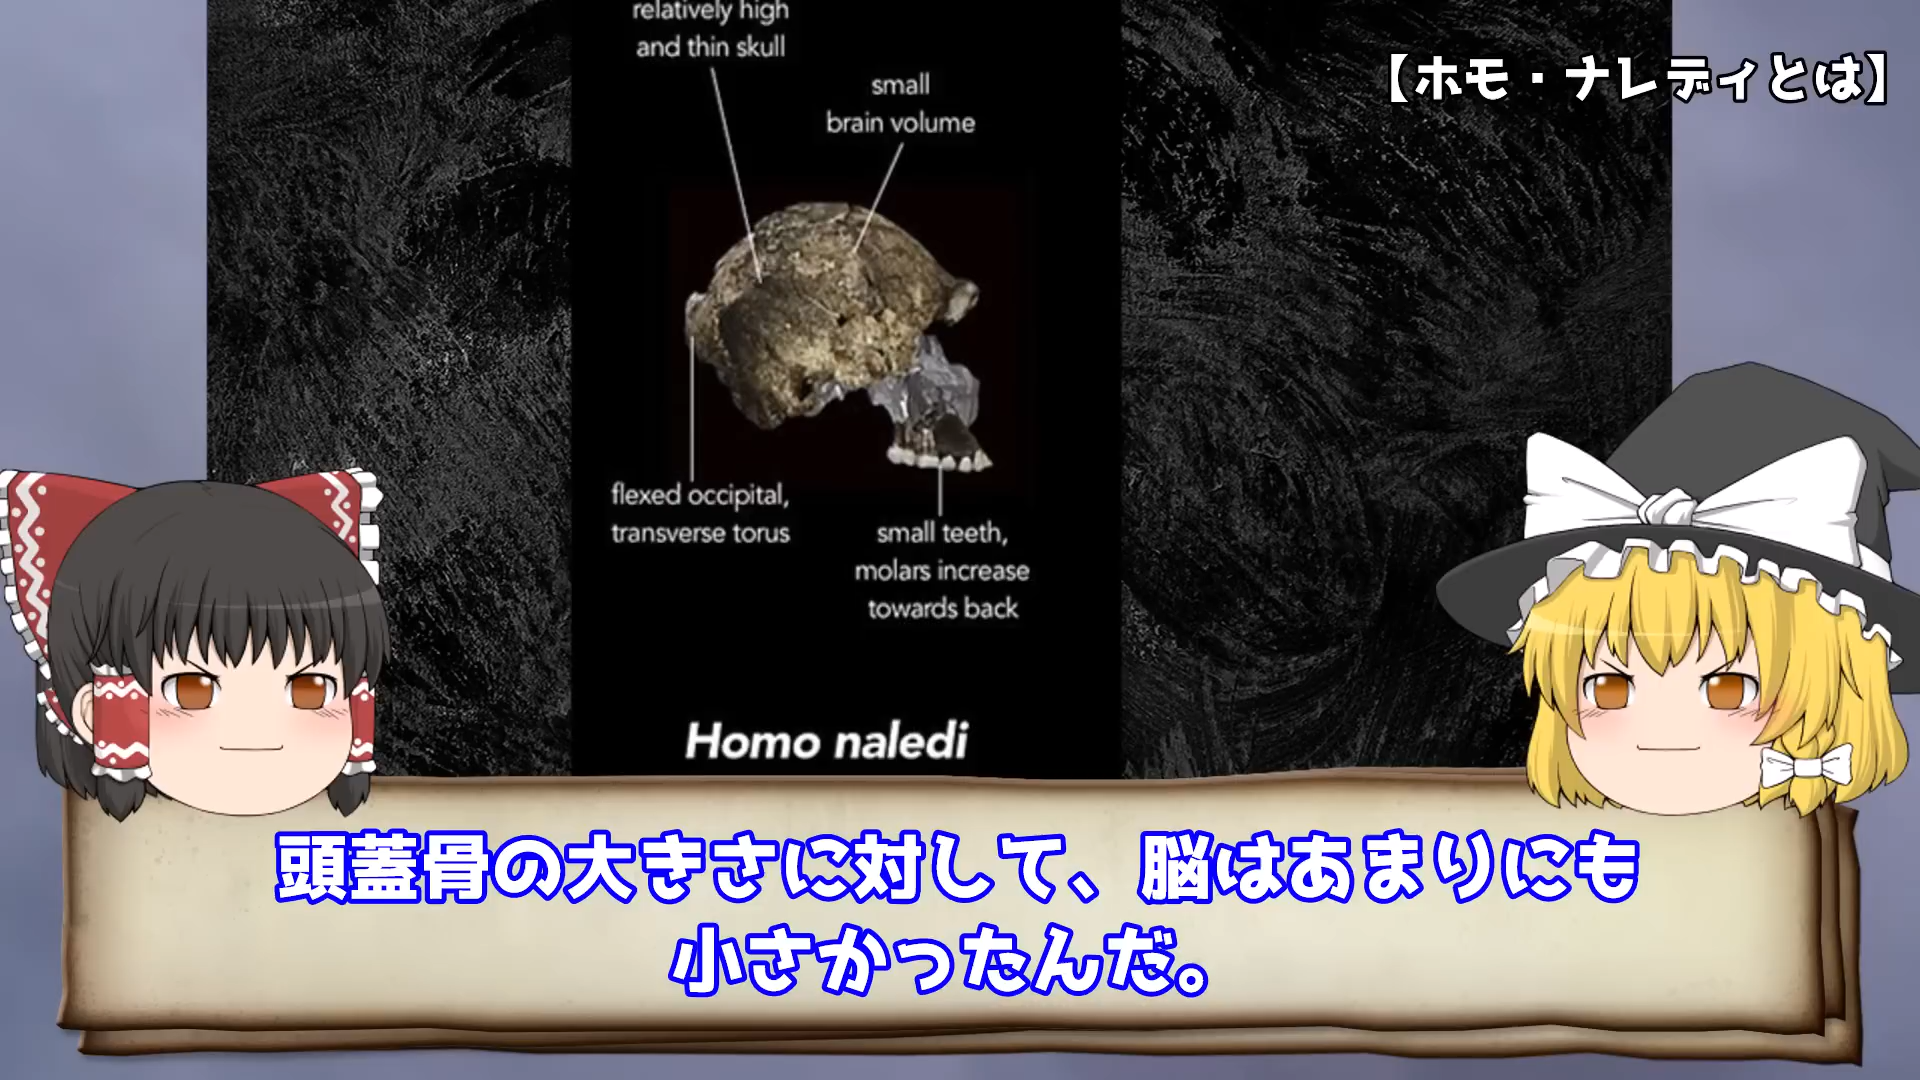 relatively high
and thin skull
small
brain volume
【ホモ・ナレディとは】
flexed occipital,
transverse torus
small teeth,
molars increase
towards back
Homo naledi
頭蓋骨の大きさに対して、脳はあまりにも
小さかったんだ。